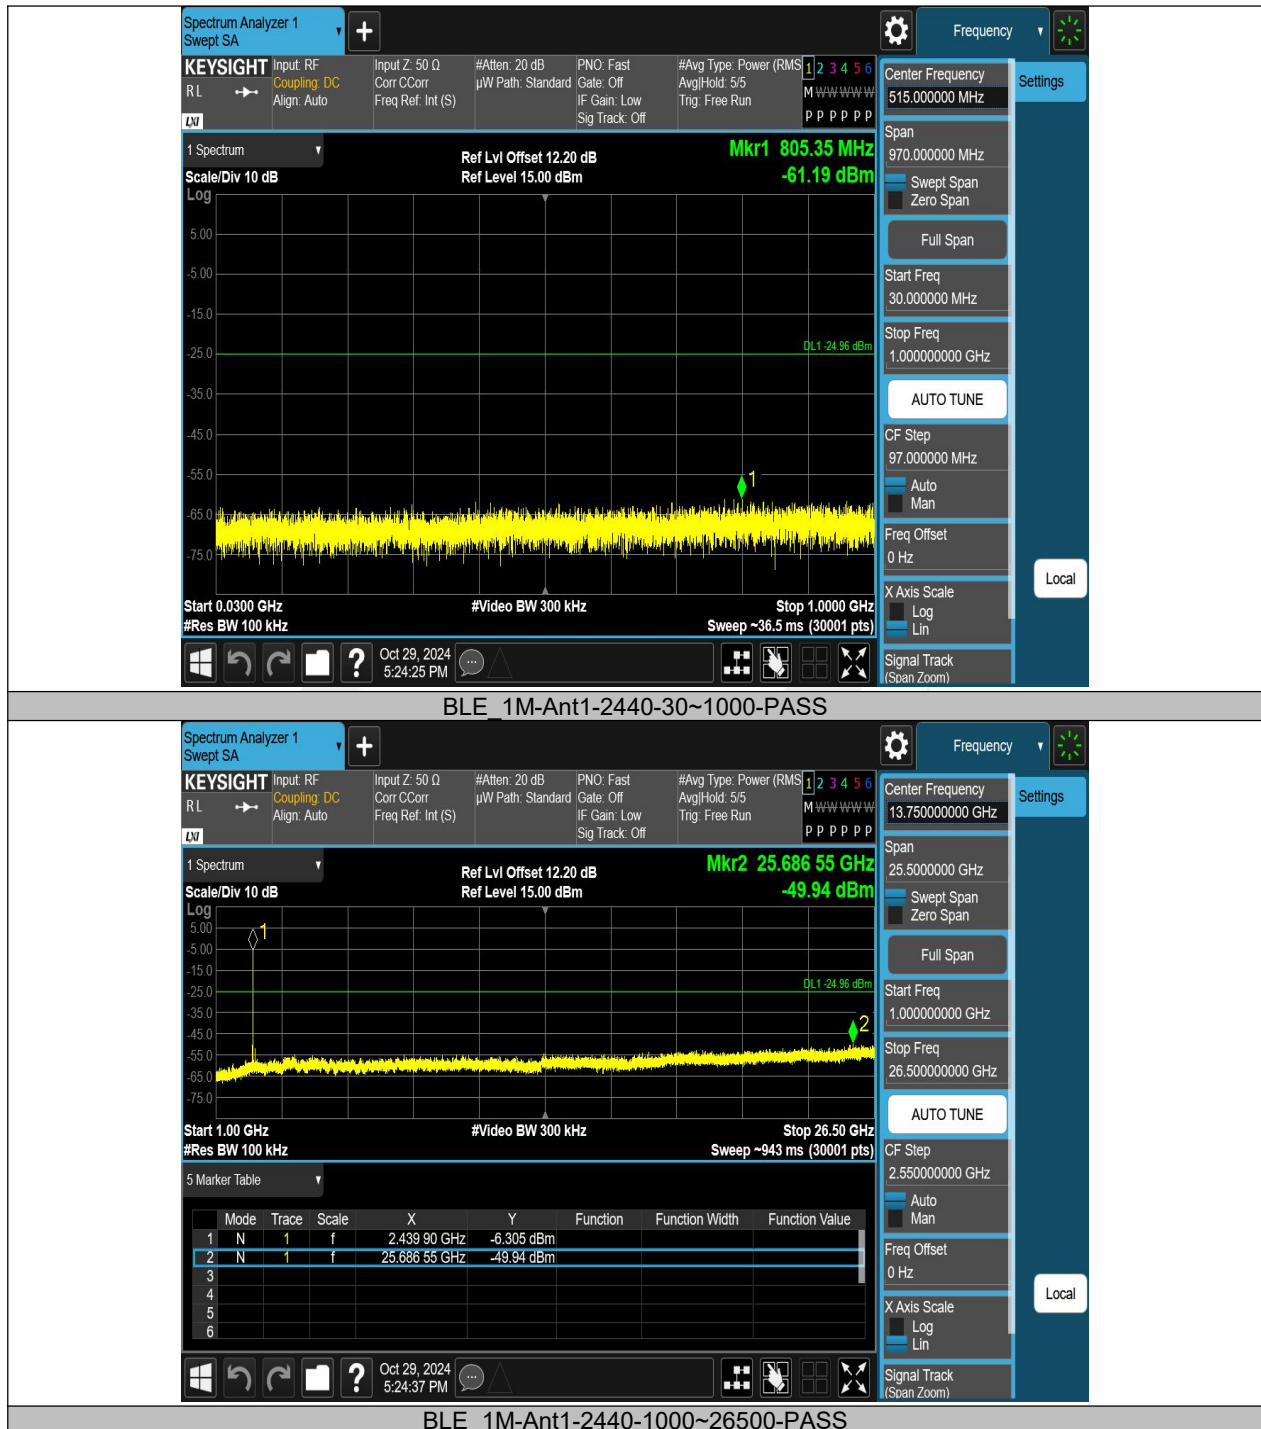 Spectrum Analyzer 1
Swept SA
+
Frequency
KEYSIGHT
R L
LXI
Input: RF
Coupling: DC
Align: Auto
Input Z: 50 Ω
Corr CCorr
Freq Ref: Int (S)
#Atten: 20 dB
µW Path: Standard
PNO: Fast
Gate: Off
IF Gain: Low
Sig Track: Off
#Avg Type: Power (RMS
Avg|Hold: 5/5
Trig: Free Run
1 2 3 4 5 6
M W W W W W
P P P P P P
Center Frequency
515.000000 MHz
Settings
1 Spectrum
Scale/Div 10 dB
Ref Lvl Offset 12.20 dB
Ref Level 15.00 dBm
Mkr1 805.35 MHz
-61.19 dBm
Span
970.000000 MHz
Swept Span
Zero Span
Full Span
Start Freq
30.000000 MHz
Stop Freq
1.000000000 GHz
AUTO TUNE
CF Step
97.000000 MHz
Auto
Man
Freq Offset
0 Hz
X Axis Scale
Log
Lin
Signal Track
(Span Zoom)
Local
Log
5.00
-5.00
-15.0
-25.0
-35.0
-45.0
-55.0
-65.0
-75.0
DL1 -24.96 dBm
1
Start 0.0300 GHz
#Res BW 100 kHz
#Video BW 300 kHz
Stop 1.0000 GHz
Sweep ~36.5 ms (30001 pts)
?
Oct 29, 2024
5:24:25 PM
BLE_1M-Ant1-2440-30~1000-PASS
Spectrum Analyzer 1
Swept SA
+
Frequency
KEYSIGHT
R L
LXI
Input: RF
Coupling: DC
Align: Auto
Input Z: 50 Ω
Corr CCorr
Freq Ref: Int (S)
#Atten: 20 dB
µW Path: Standard
PNO: Fast
Gate: Off
IF Gain: Low
Sig Track: Off
#Avg Type: Power (RMS
Avg|Hold: 5/5
Trig: Free Run
1 2 3 4 5 6
M W W W W W
P P P P P P
Center Frequency
13.750000000 GHz
Settings
1 Spectrum
Scale/Div 10 dB
Ref Lvl Offset 12.20 dB
Ref Level 15.00 dBm
Mkr2 25.686 55 GHz
-49.94 dBm
Span
25.5000000 GHz
Swept Span
Zero Span
Full Span
Start Freq
1.000000000 GHz
Stop Freq
26.500000000 GHz
AUTO TUNE
CF Step
2.550000000 GHz
Auto
Man
Freq Offset
0 Hz
X Axis Scale
Log
Lin
Signal Track
(Span Zoom)
Local
Log
5.00
-5.00
-15.0
-25.0
-35.0
-45.0
-55.0
-65.0
-75.0
1
DL1 -24.96 dBm
2
Start 1.00 GHz
#Res BW 100 kHz
#Video BW 300 kHz
Stop 26.50 GHz
Sweep ~943 ms (30001 pts)
5 Marker Table
Mode Trace Scale X Y Function Function Width Function Value
1 N 1 f 2.439 90 GHz -6.305 dBm
2 N 1 f 25.686 55 GHz -49.94 dBm
3
4
5
6
?
Oct 29, 2024
5:24:37 PM
BLE_1M-Ant1-2440-1000~26500-PASS